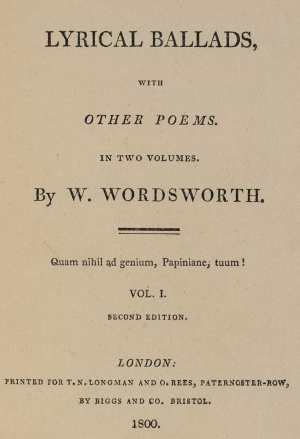 LYRICAL BALLADS,
WITH
OTHER POEMS.
IN TWO VOLUMES.
By W. WORDSWORTH.
Quam nihil ad genium, Papiniane, tuum!
VOL. I.
SECOND EDITION.
LONDON:
PRINTED FOR T. N. LONGMAN AND O. REES, PATERNOSTER-ROW,
BY BIGGS AND CO. BRISTOL.
1800.